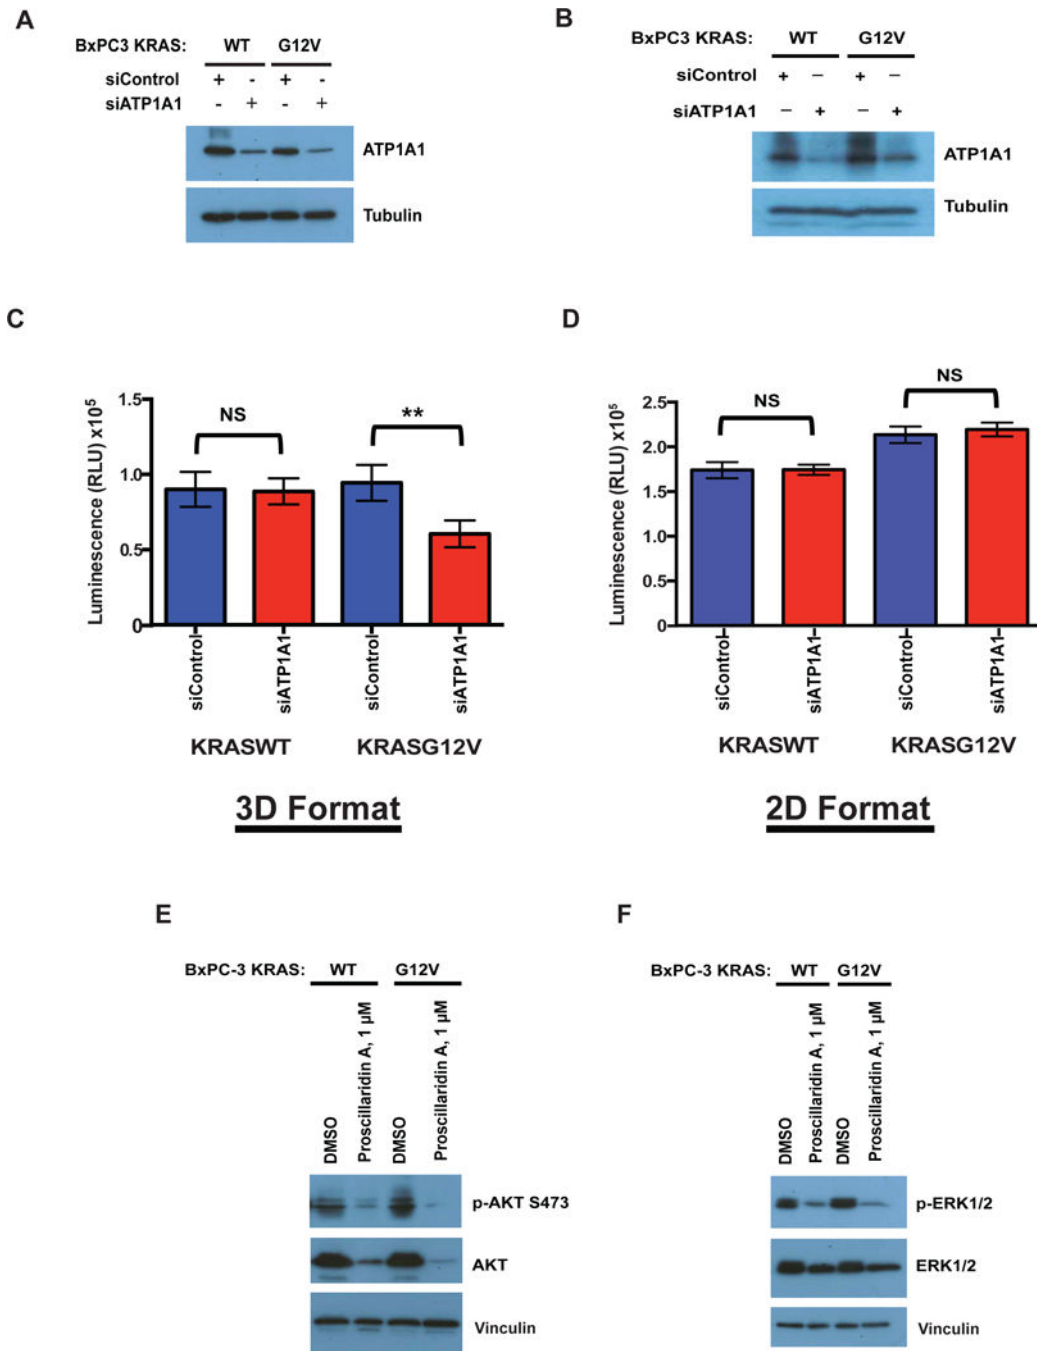 A
BxPC3 KRAS: WT G12V
siControl + - + -
siATP1A1 - + - +
ATP1A1
Tubulin
B
BxPC3 KRAS: WT G12V
siControl + – + –
siATP1A1 – + – +
ATP1A1
Tubulin
C
Luminescence (RLU) x10⁵
1.5
1.0
0.5
0
NS
**
siControl
siATP1A1
siControl
siATP1A1
KRASWT KRASG12V
3D Format
D
Luminescence (RLU) x10⁵
2.5
2.0
1.5
1.0
0.5
0
NS
NS
siControl
siATP1A1
siControl
siATP1A1
KRASWT KRASG12V
2D Format
E
BxPC-3 KRAS: WT G12V
DMSO
Proscillaridin A, 1 µM
DMSO
Proscillaridin A, 1 µM
p-AKT S473
AKT
Vinculin
F
BxPC-3 KRAS: WT G12V
DMSO
Proscillaridin A, 1 µM
DMSO
Proscillaridin A, 1 µM
p-ERK1/2
ERK1/2
Vinculin